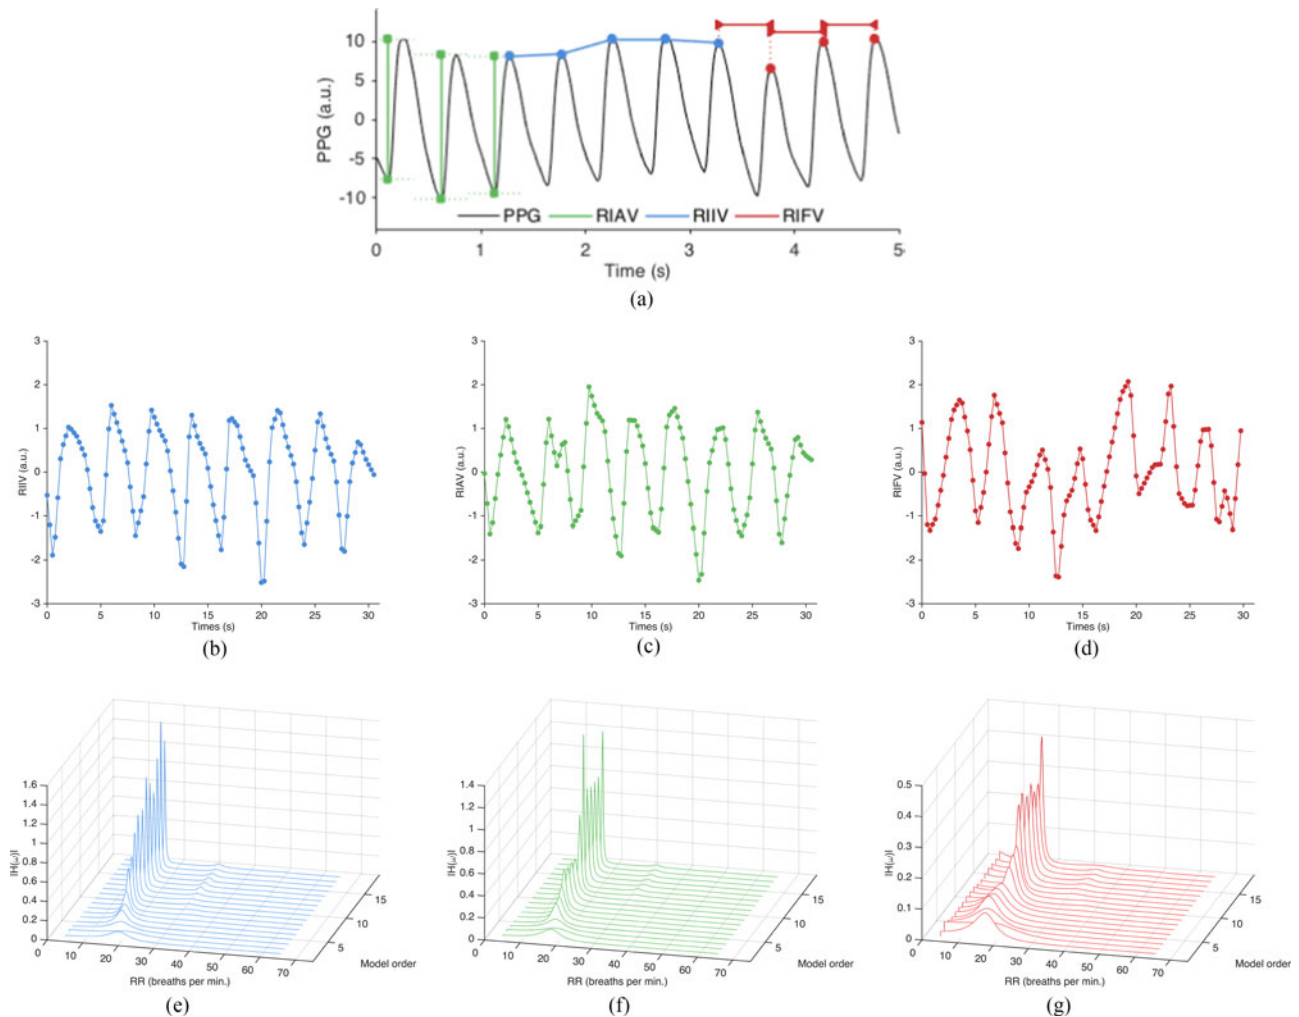 10
5
0
-5
-10
PPG (a.u.)
PPG RIAV RIIV RIFV
0 1 2 3 4 5
Time (s)
(a)
3
2
1
0
-1
-2
-3
RIIV (a.u.)
0 5 10 15 20 25 30
Times (s)
(b)
3
2
1
0
-1
-2
-3
RIAV (a.u.)
0 5 10 15 20 25 30
Times (s)
(c)
3
2
1
0
-1
-2
-3
RIFV (a.u.)
0 5 10 15 20 25 30
Times (s)
(d)
1.6
1.4
1.2
1
0.8
0.6
0.4
0.2
0
|H(ω)|
0 10 20 30 40 50 60 70
RR (breaths per min.)
5 10 15
Model order
(e)
1.4
1.2
1
0.8
0.6
0.4
0.2
0
|H(ω)|
0 10 20 30 40 50 60 70
RR (breaths per min.)
5 10 15
Model order
(f)
0.5
0.4
0.3
0.2
0.1
0
|H(ω)|
0 10 20 30 40 50 60 70
RR (breaths per min.)
5 10 15
Model order
(g)